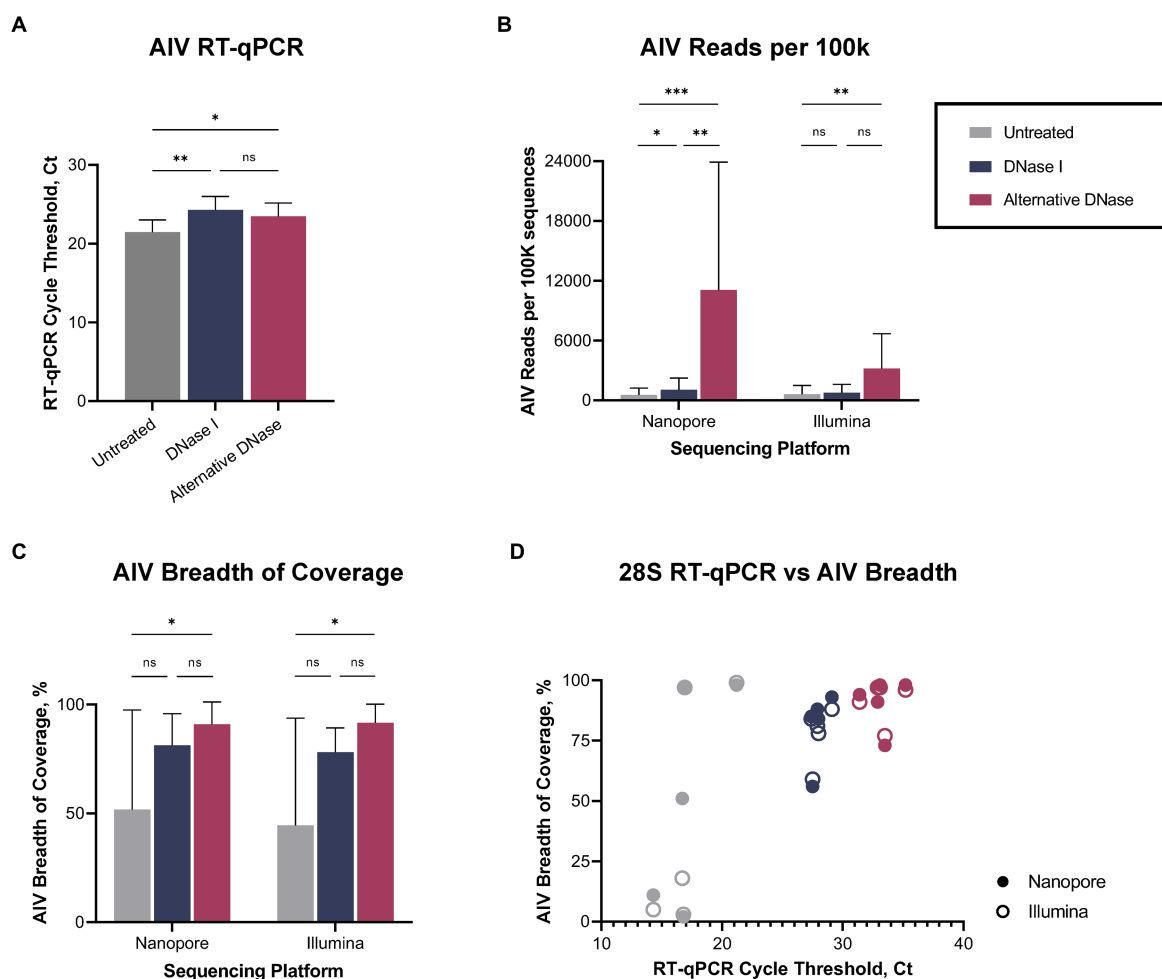 A
AIV RT-qPCR
*
**
ns
RT-qPCR Cycle Threshold, Ct
30
20
10
0
Untreated
DNase I
Alternative DNase
B
AIV Reads per 100k
***
**
*
**
ns
ns
AIV Reads per 100K sequences
24000
18000
12000
6000
0
Nanopore
Illumina
Sequencing Platform
Untreated
DNase I
Alternative DNase
C
AIV Breadth of Coverage
*
*
ns
ns
ns
ns
AIV Breadth of Coverage, %
100
50
0
Nanopore
Illumina
Sequencing Platform
D
28S RT-qPCR vs AIV Breadth
AIV Breadth of Coverage, %
100
75
50
25
0
10
20
30
40
RT-qPCR Cycle Threshold, Ct
Nanopore
Illumina